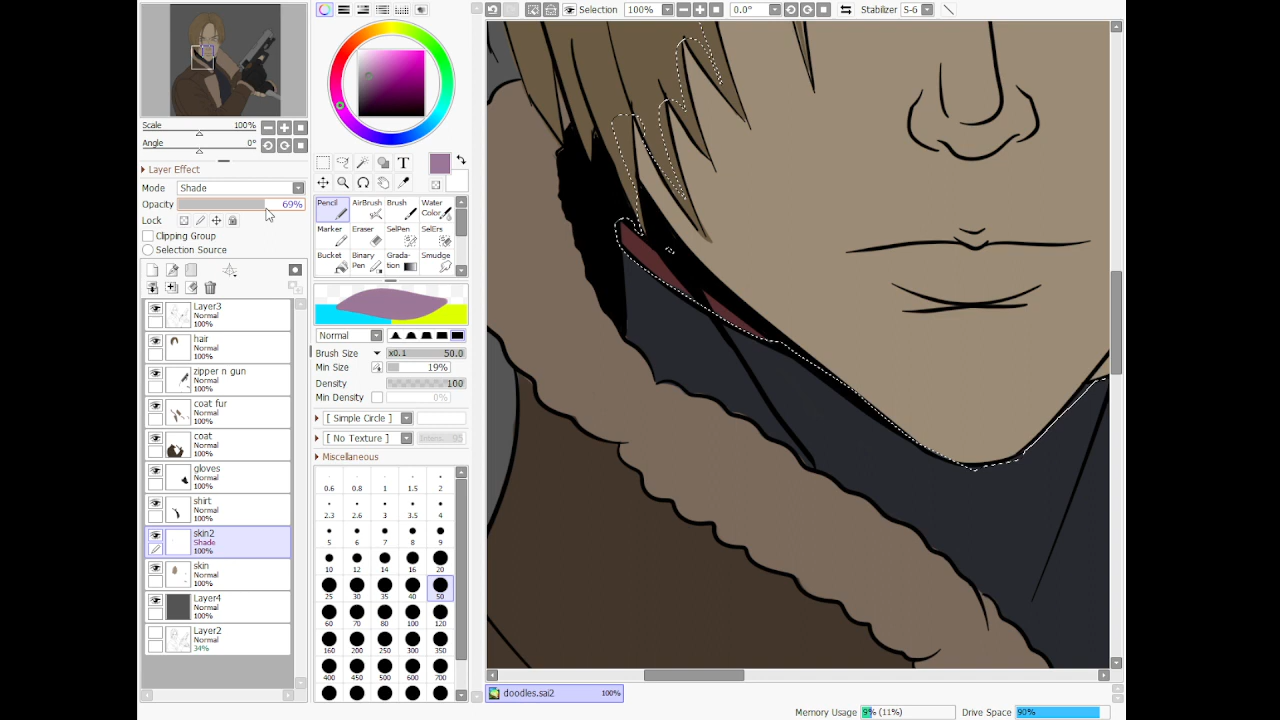 Selection 100% 0.0° Stabilizer S-6
Scale 100%
Angle 0°
Layer Effect
Mode Shade
Opacity 69%
Lock
Clipping Group
Selection Source
Layer3
Normal
100%
hair
Normal
100%
zipper n gun
Normal
100%
coat fur
Normal
100%
coat
Normal
100%
gloves
Normal
100%
shirt
Normal
100%
skin2
Shade
100%
skin
Normal
100%
Layer4
Normal
100%
Layer2
Normal
34%
T
Pencil AirBrush Brush Water Color
Marker Eraser SelPen SelErs
Bucket Binary Pen Grada-tion Smudge
Normal
Brush Size x0.1 50.0
Min Size 19%
Density 100
Min Density 0%
[ Simple Circle ]
[ No Texture ] 95
Miscellaneous
0.6 0.8 1 1.5 2
2.3 2.6 3 3.5 4
5 6 7 8 9
10 12 14 16 20
25 30 35 40 50
60 70 80 100 120
160 200 250 300 350
400 450 500 600 700
doodles.sai2 100%
Memory Usage 9% (11%) Drive Space 90%